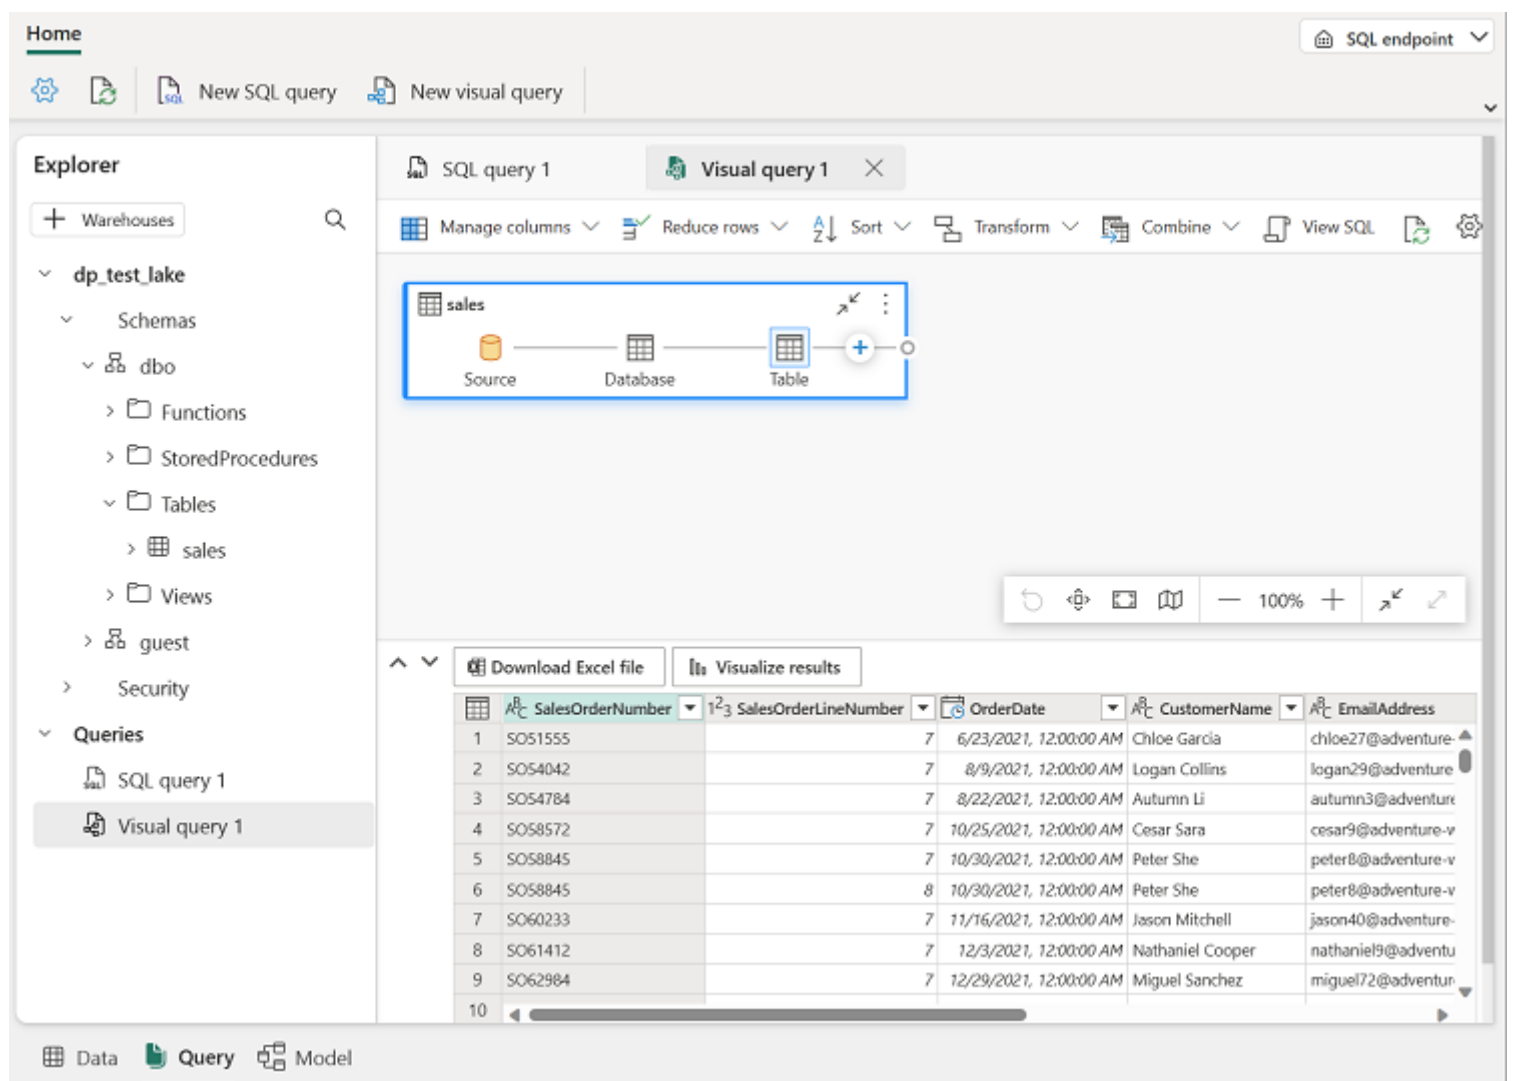 Home
SQL endpoint
New SQL query
New visual query
Explorer
+ Warehouses
dp_test_lake
Schemas
dbo
Functions
StoredProcedures
Tables
sales
Views
guest
Security
Queries
SQL query 1
Visual query 1
SQL query 1
Visual query 1
Manage columns
Reduce rows
Sort
Transform
Combine
View SQL
sales
Source Database Table
100%
Download Excel file
Visualize results
SalesOrderNumber SalesOrderLineNumber OrderDate CustomerName EmailAddress
1 SO51555 7 6/23/2021, 12:00:00 AM Chloe Garcia chloe27@adventure-
2 SO54042 7 8/9/2021, 12:00:00 AM Logan Collins logan29@adventure
3 SO54784 7 8/22/2021, 12:00:00 AM Autumn Li autumn3@adventure
4 SO58572 7 10/25/2021, 12:00:00 AM Cesar Sara cesar9@adventure-w
5 SO58845 7 10/30/2021, 12:00:00 AM Peter She peter8@adventure-w
6 SO58845 8 10/30/2021, 12:00:00 AM Peter She peter8@adventure-w
7 SO60233 7 11/16/2021, 12:00:00 AM Jason Mitchell jason40@adventure-
8 SO61412 7 12/3/2021, 12:00:00 AM Nathaniel Cooper nathaniel9@adventu
9 SO62984 7 12/29/2021, 12:00:00 AM Miguel Sanchez miguel72@adventur
10
Data Query Model